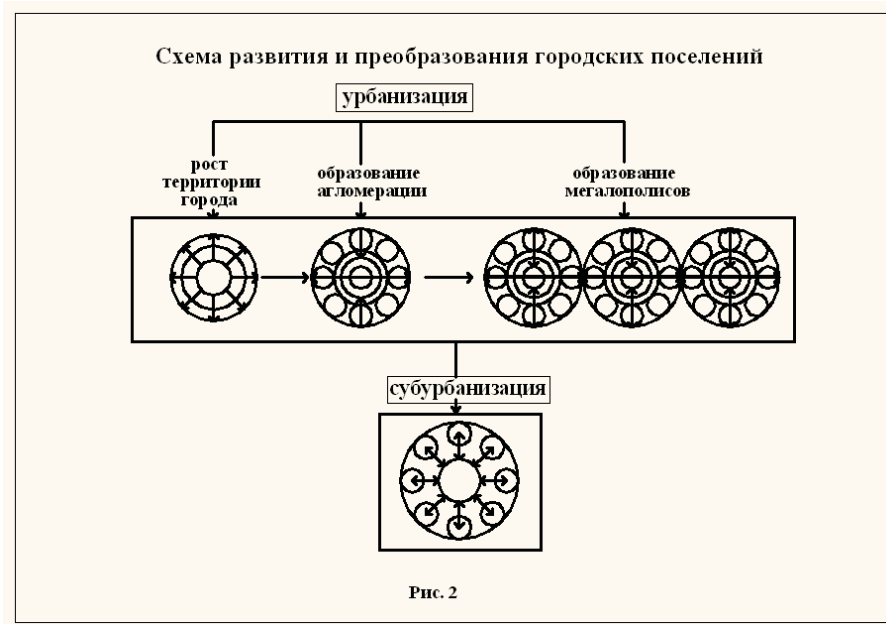 Схема развития и преобразования городских поселений
урбанизация
рост
территории
города
образование
агломерации
образование
мегалополисов
субурбанизация
Рис. 2